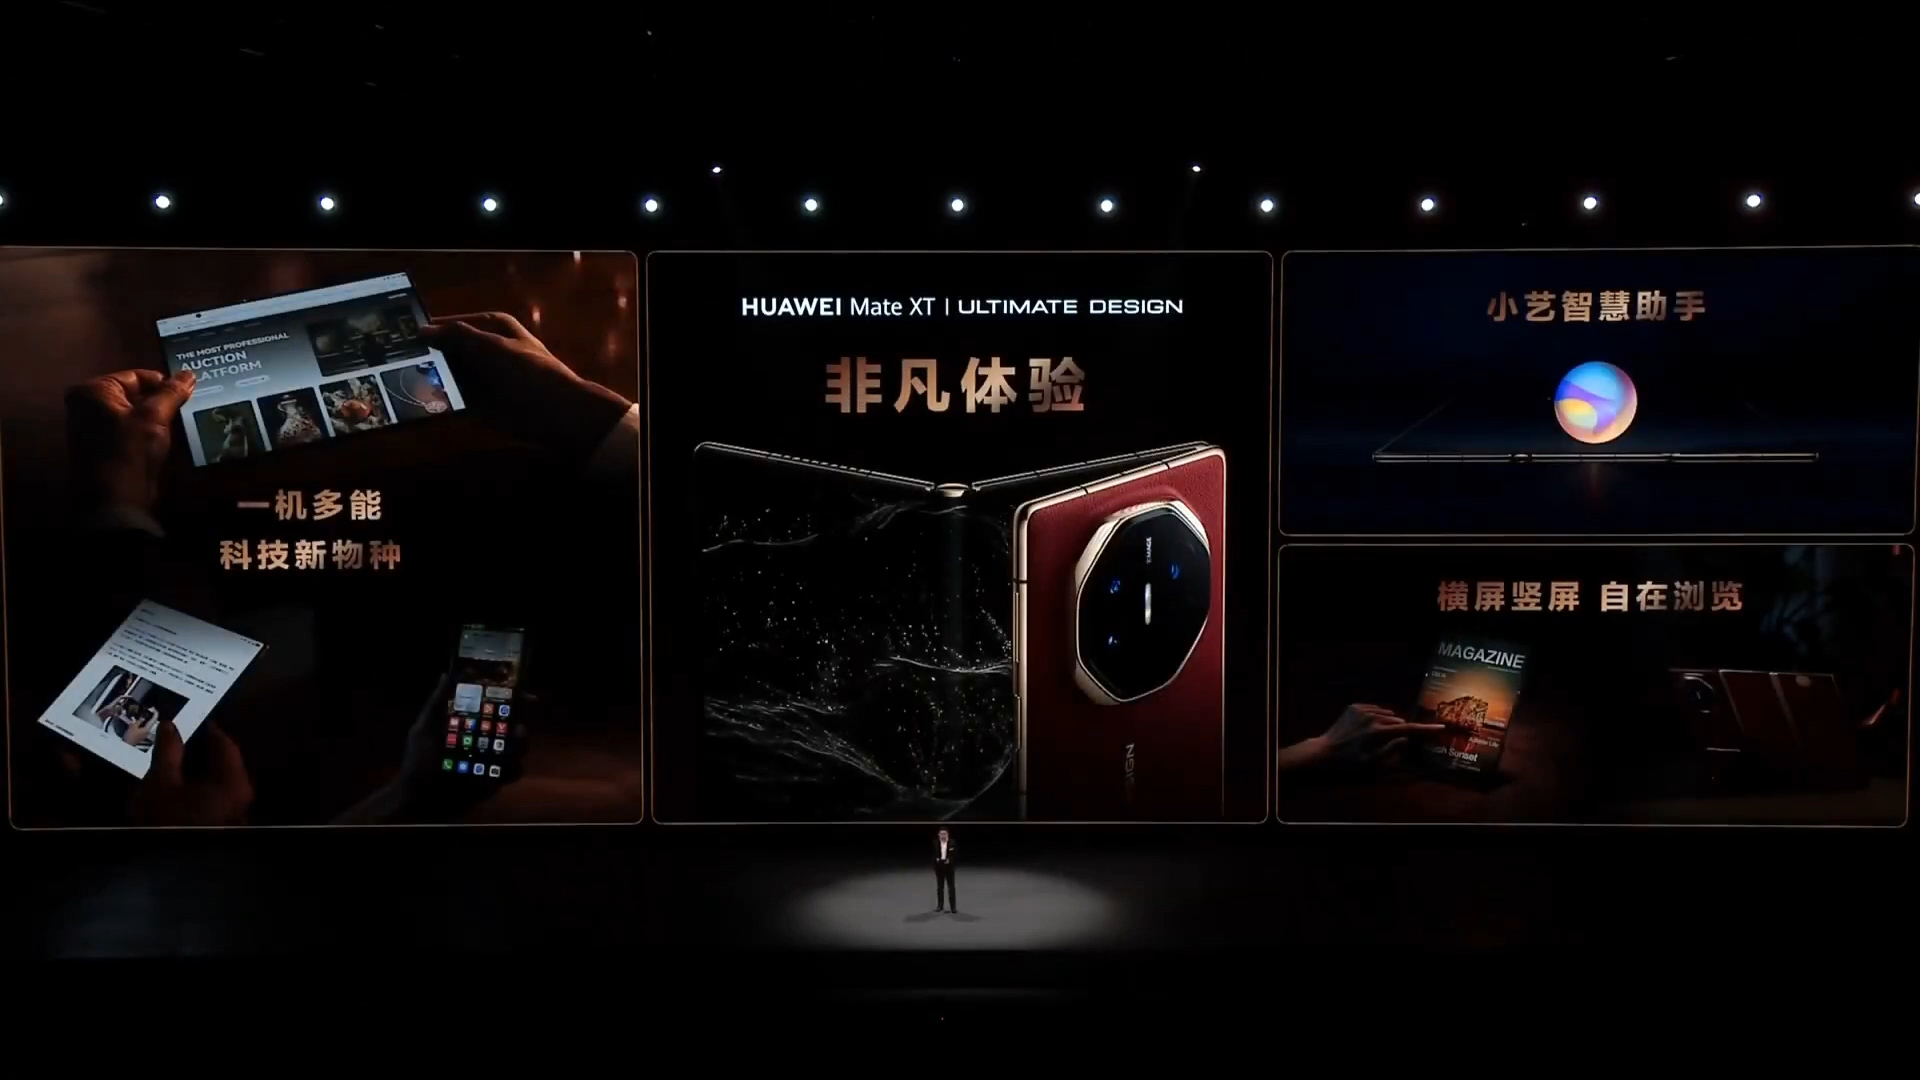 THE MOST PROFESSIONAL
AUCTION
PLATFORM
一机多能
科技新物种
HUAWEI Mate XT | ULTIMATE DESIGN
非凡体验
XMAGE
小艺智慧助手
横屏竖屏 自在浏览
MAGAZINE